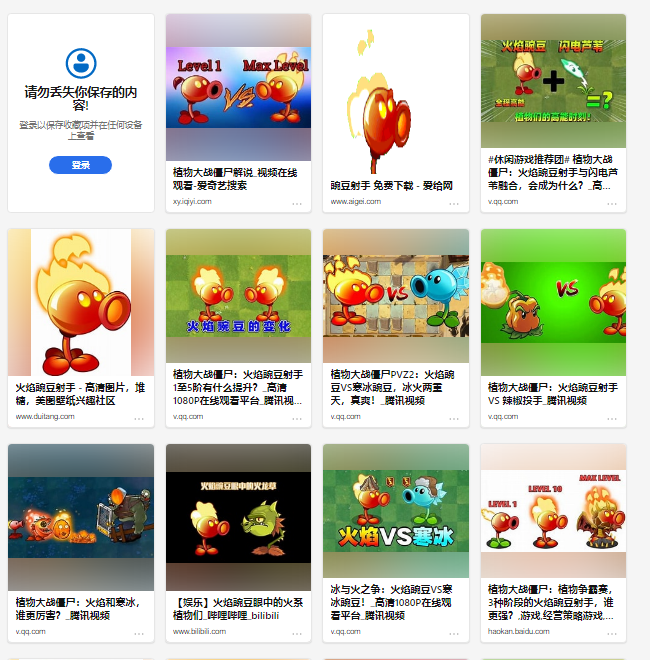 请勿丢失你保存的内
容!
登录以保存收藏项并在任何设备
上查看
登录
Level 1
Max Level
VS
植物大战僵尸解说_视频在线
观看-爱奇艺搜索
xy.iqiyi.com
豌豆射手 免费下载 - 爱给网
www.aigei.com
火焰豌豆
闪电芦苇
+
=?
全程高能
植物们的高能时刻!
#休闲游戏推荐团# 植物大战
僵尸：火焰豌豆射手与闪电芦
苇融合，会成为什么？_高...
v.qq.com
火焰豌豆射手 - 高清图片，堆
糖，美图壁纸兴趣社区
www.duitang.com
火焰豌豆的变化
植物大战僵尸：火焰豌豆射手
1至5阶有什么提升？_高清
1080P在线观看平台_腾讯视...
v.qq.com
VS
植物大战僵尸PVZ2：火焰豌
豆VS寒冰豌豆，冰火两重
天，真爽！_腾讯视频
v.qq.com
VS
植物大战僵尸：火焰豌豆射手
VS 辣椒投手_腾讯视频
v.qq.com
植物大战僵尸：火焰和寒冰，
谁更厉害？_腾讯视频
v.qq.com
火焰豌豆眼中的火龙草
【娱乐】火焰豌豆眼中的火系
植物们_哔哩哔哩_bilibili
www.bilibili.com
火焰VS寒冰
冰与火之争：火焰豌豆VS寒
冰豌豆！_高清1080P在线观
看平台_腾讯视频
v.qq.com
LEVEL 1
LEVEL 10
MAX LEVEL
植物大战僵尸：植物争霸赛，
3种阶段的火焰豌豆射手，谁
更强？,游戏,经营策略游戏,...
haokan.baidu.com